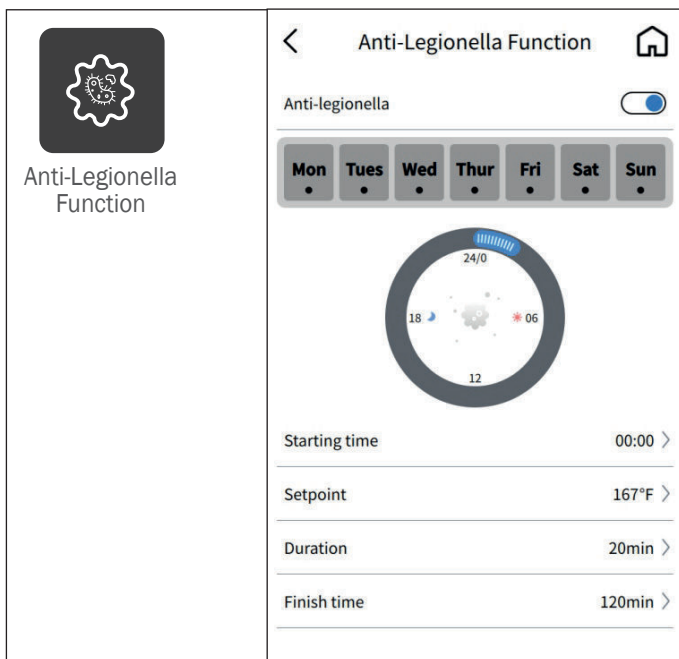 Anti-Legionella
Function
Anti-Legionella Function
Anti-legionella
Mon Tues Wed Thur Fri Sat Sun
24/0
18 06
12
Starting time 00:00
Setpoint 167°F
Duration 20min
Finish time 120min